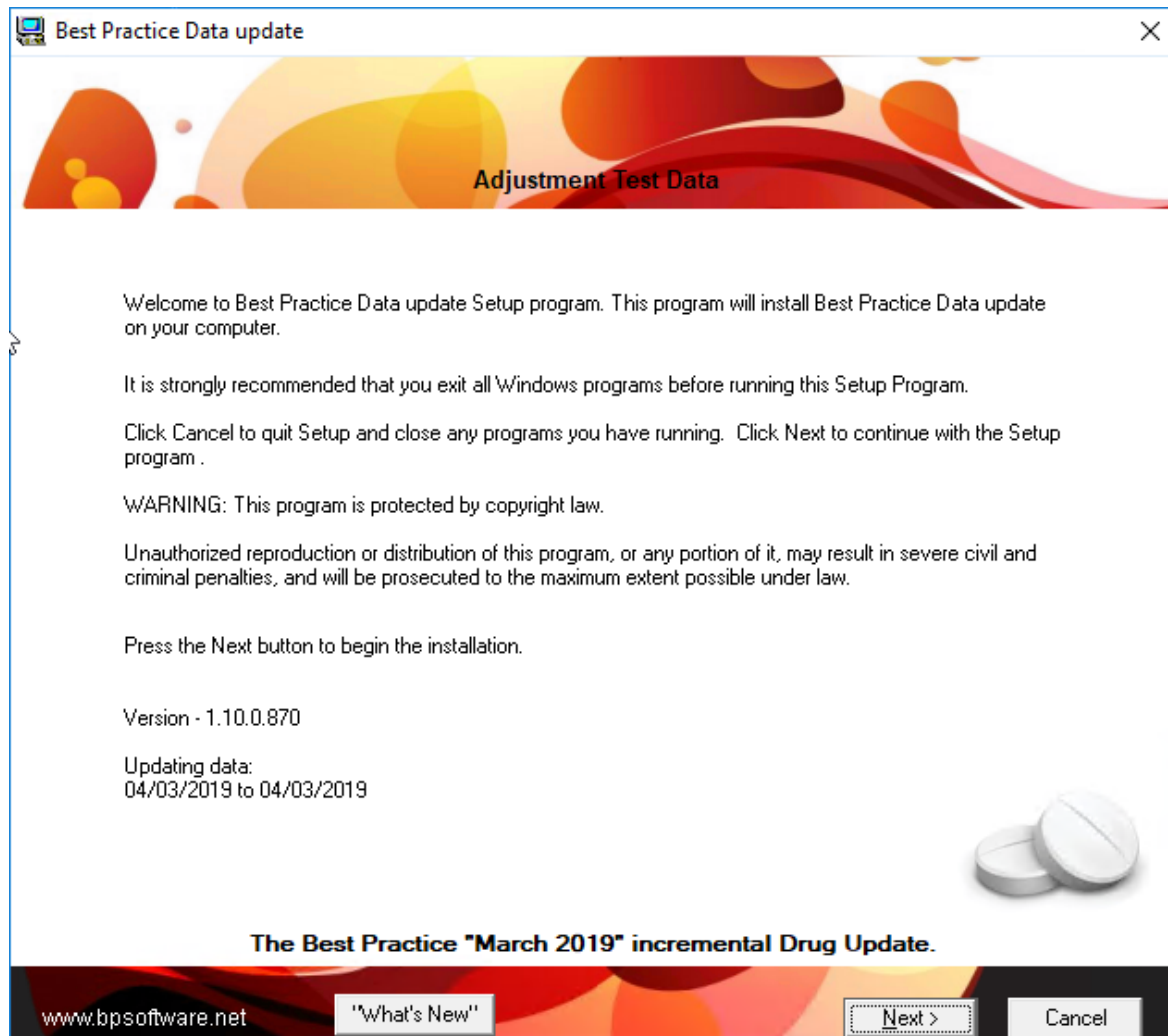 Best Practice Data update
Adjustment Test Data
Welcome to Best Practice Data update Setup program. This program will install Best Practice Data update
on your computer.
It is strongly recommended that you exit all Windows programs before running this Setup Program.
Click Cancel to quit Setup and close any programs you have running.  Click Next to continue with the Setup
program .
WARNING: This program is protected by copyright law.
Unauthorized reproduction or distribution of this program, or any portion of it, may result in severe civil and
criminal penalties, and will be prosecuted to the maximum extent possible under law.
Press the Next button to begin the installation.
Version - 1.10.0.870
Updating data:
04/03/2019 to 04/03/2019
The Best Practice "March 2019" incremental Drug Update.
www.bpsoftware.net
"What's New"
Next >
Cancel